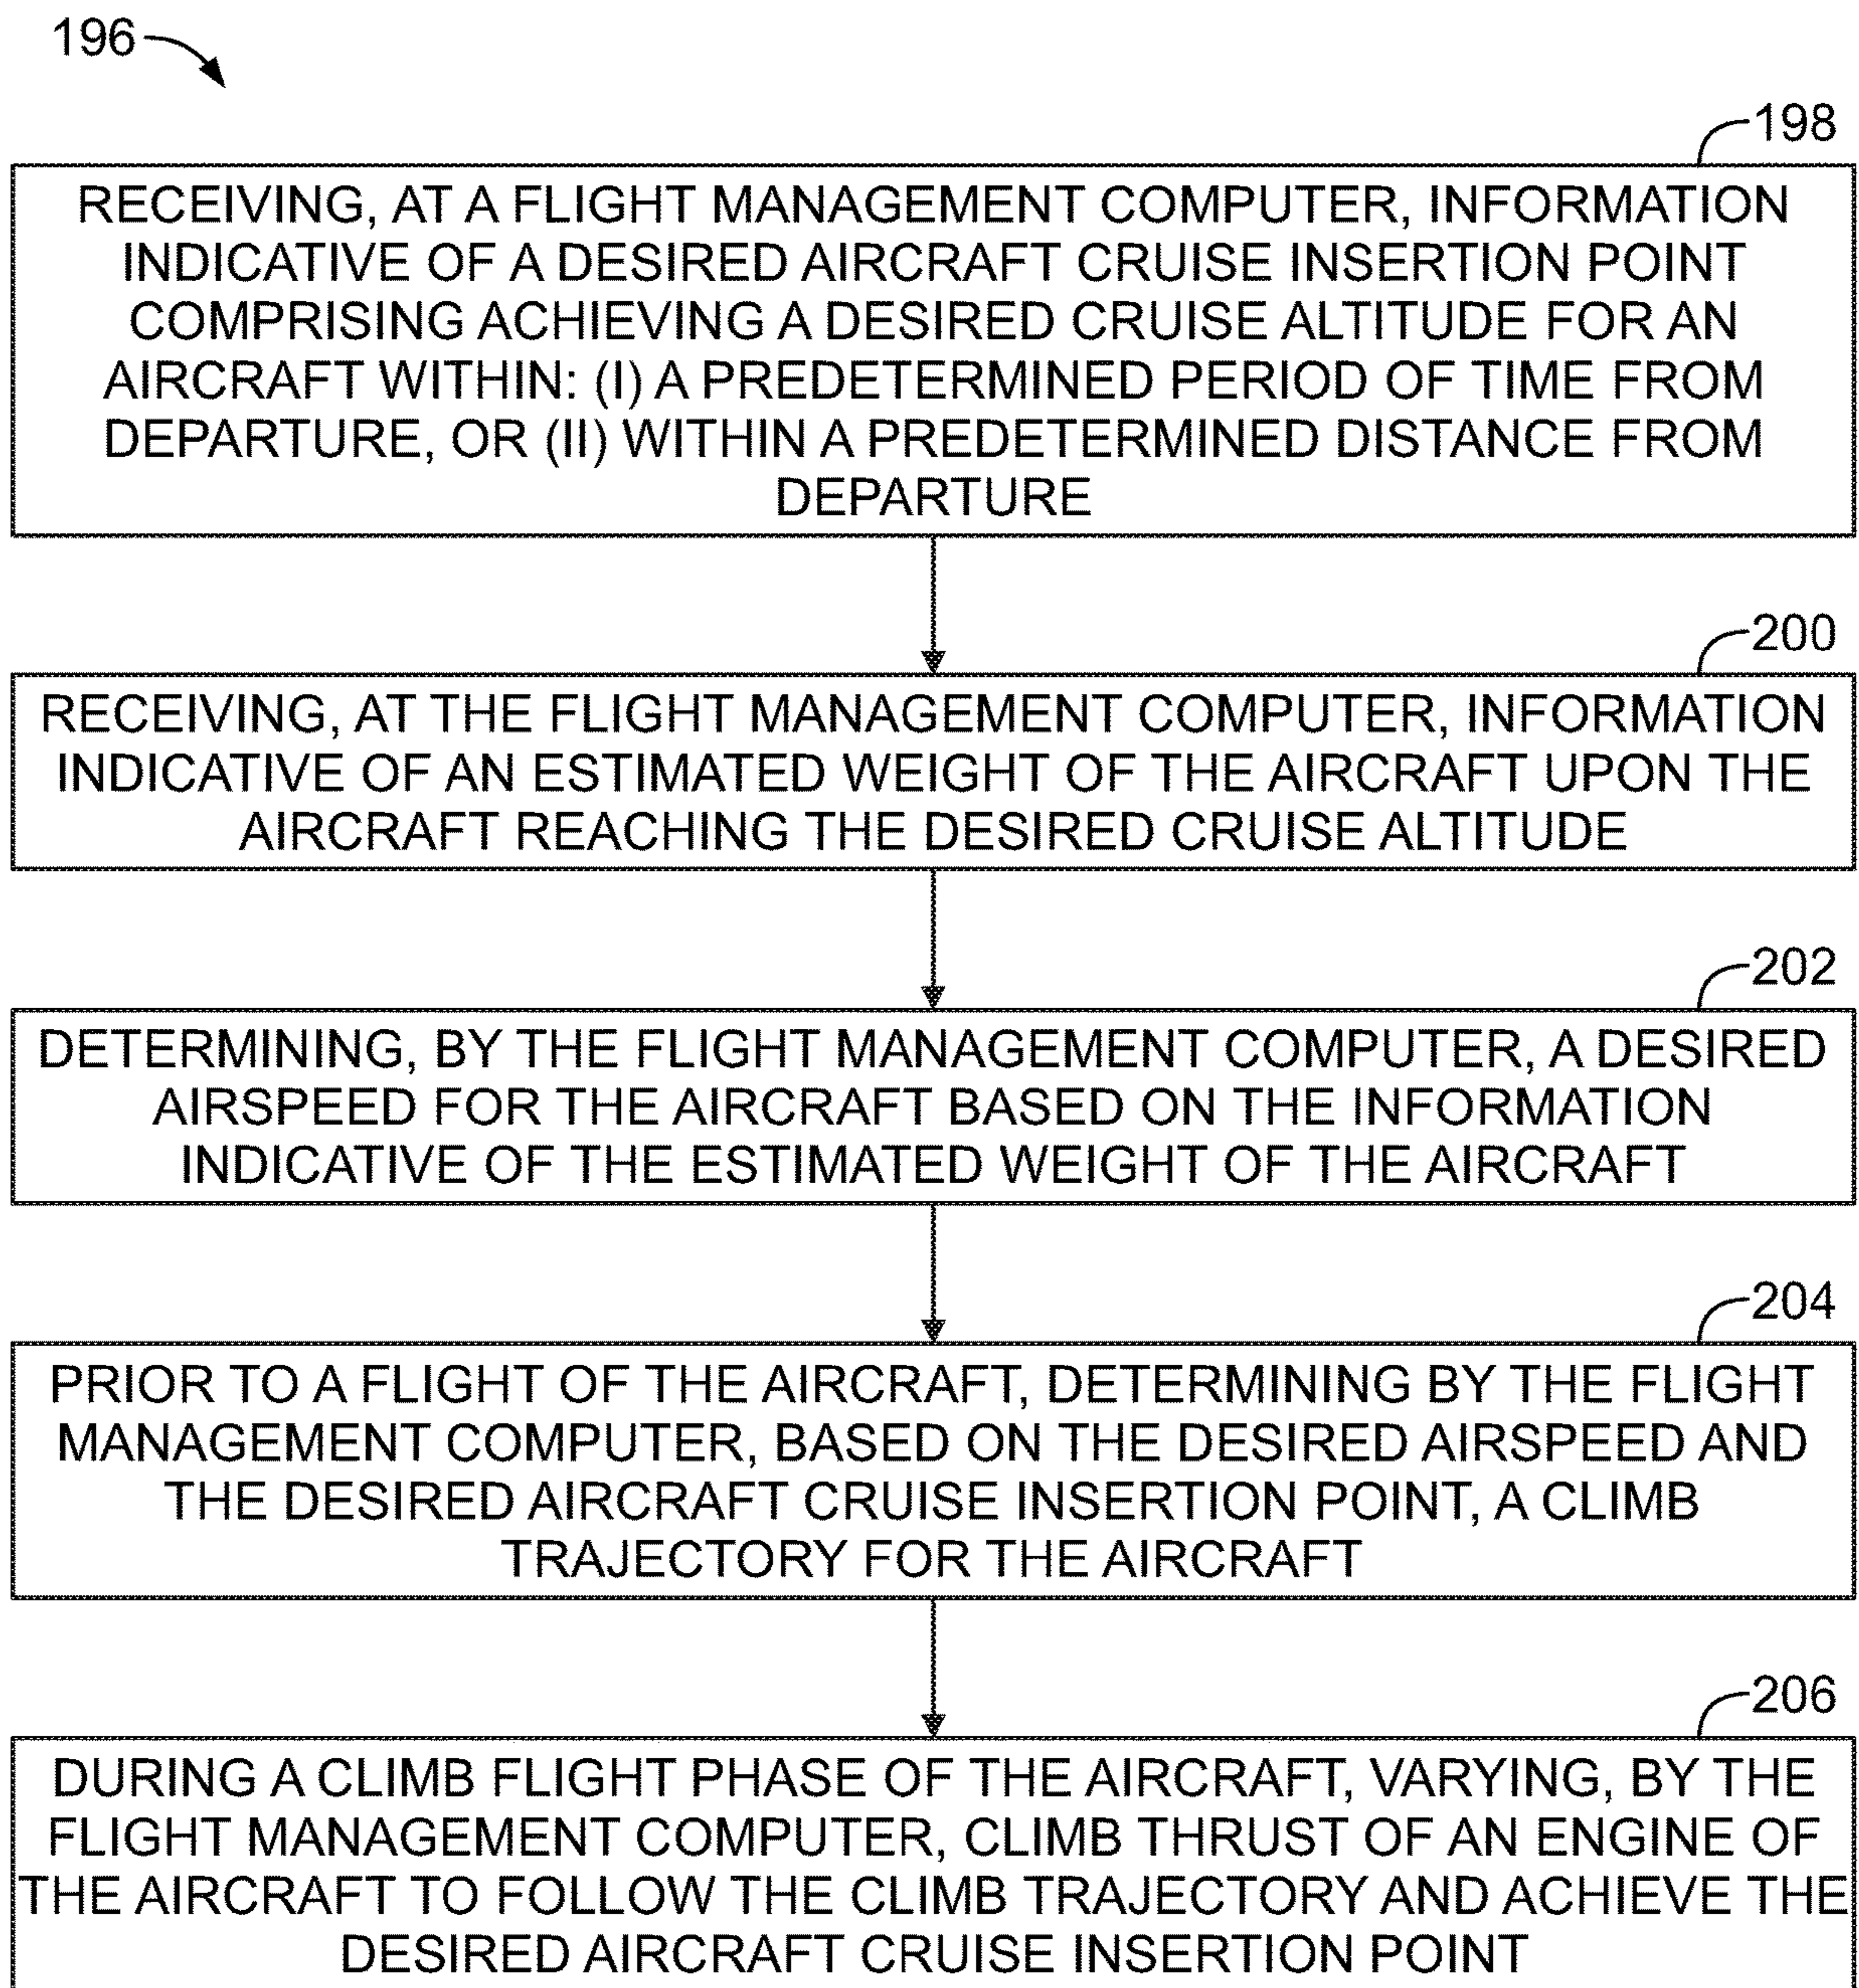 196
198
RECEIVING, AT A FLIGHT MANAGEMENT COMPUTER, INFORMATION
INDICATIVE OF A DESIRED AIRCRAFT CRUISE INSERTION POINT
COMPRISING ACHIEVING A DESIRED CRUISE ALTITUDE FOR AN
AIRCRAFT WITHIN: (I) A PREDETERMINED PERIOD OF TIME FROM
DEPARTURE, OR (II) WITHIN A PREDETERMINED DISTANCE FROM
DEPARTURE
200
RECEIVING, AT THE FLIGHT MANAGEMENT COMPUTER, INFORMATION
INDICATIVE OF AN ESTIMATED WEIGHT OF THE AIRCRAFT UPON THE
AIRCRAFT REACHING THE DESIRED CRUISE ALTITUDE
202
DETERMINING, BY THE FLIGHT MANAGEMENT COMPUTER, A DESIRED
AIRSPEED FOR THE AIRCRAFT BASED ON THE INFORMATION
INDICATIVE OF THE ESTIMATED WEIGHT OF THE AIRCRAFT
204
PRIOR TO A FLIGHT OF THE AIRCRAFT, DETERMINING BY THE FLIGHT
MANAGEMENT COMPUTER, BASED ON THE DESIRED AIRSPEED AND
THE DESIRED AIRCRAFT CRUISE INSERTION POINT, A CLIMB
TRAJECTORY FOR THE AIRCRAFT
206
DURING A CLIMB FLIGHT PHASE OF THE AIRCRAFT, VARYING, BY THE
FLIGHT MANAGEMENT COMPUTER, CLIMB THRUST OF AN ENGINE OF
THE AIRCRAFT TO FOLLOW THE CLIMB TRAJECTORY AND ACHIEVE THE
DESIRED AIRCRAFT CRUISE INSERTION POINT